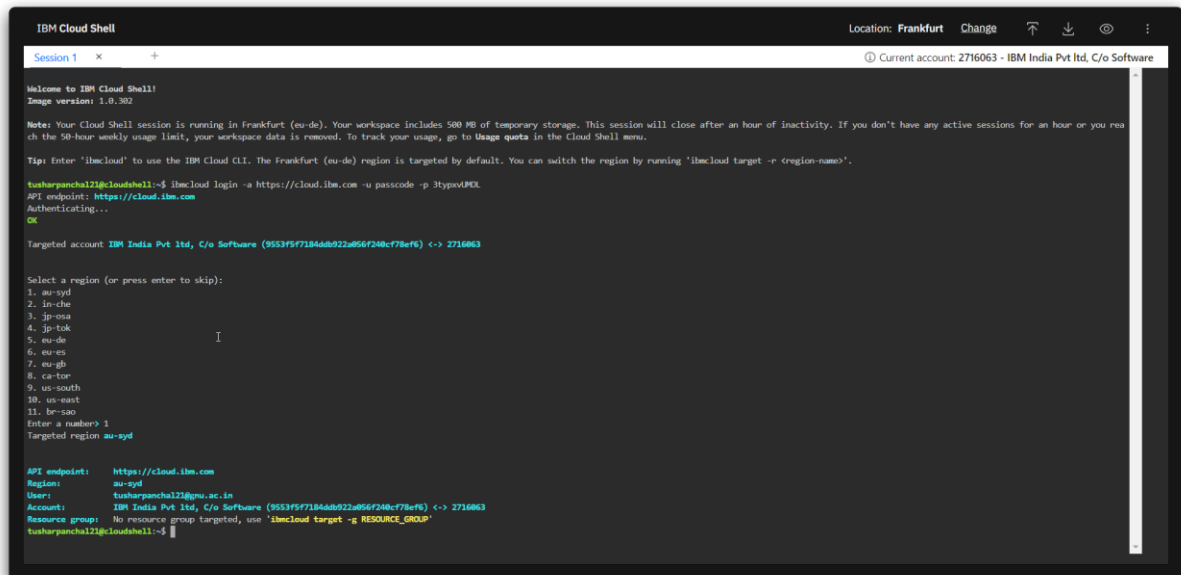 IBM Cloud Shell
Location: Frankfurt Change
Session 1 × +
Current account: 2716063 - IBM India Pvt ltd, C/o Software
Welcome to IBM Cloud Shell!
Image version: 1.0.302
Note: Your Cloud Shell session is running in Frankfurt (eu-de). Your workspace includes 500 MB of temporary storage. This session will close after an hour of inactivity. If you don't have any active sessions for an hour or you rea
ch the 50-hour weekly usage limit, your workspace data is removed. To track your usage, go to Usage quota in the Cloud Shell menu.
Tip: Enter 'ibmcloud' to use the IBM Cloud CLI. The Frankfurt (eu-de) region is targeted by default. You can switch the region by running 'ibmcloud target -r <region-name>'.
tusharpanchal21@cloudshell:~$ ibmcloud login -a https://cloud.ibm.com -u passcode -p 3typxvUMDL
API endpoint: https://cloud.ibm.com
Authenticating...
OK
Targeted account IBM India Pvt ltd, C/o Software (9553f5f7184ddb922a056f240cf78ef6) <-> 2716063
Select a region (or press enter to skip):
1. au-syd
2. in-che
3. jp-osa
4. jp-tok
5. eu-de
6. eu-es
7. eu-gb
8. ca-tor
9. us-south
10. us-east
11. br-sao
Enter a number> 1
Targeted region au-syd
API endpoint: https://cloud.ibm.com
Region: au-syd
User: tusharpanchal21@gnu.ac.in
Account: IBM India Pvt ltd, C/o Software (9553f5f7184ddb922a056f240cf78ef6) <-> 2716063
Resource group: No resource group targeted, use 'ibmcloud target -g RESOURCE_GROUP'
tusharpanchal21@cloudshell:~$